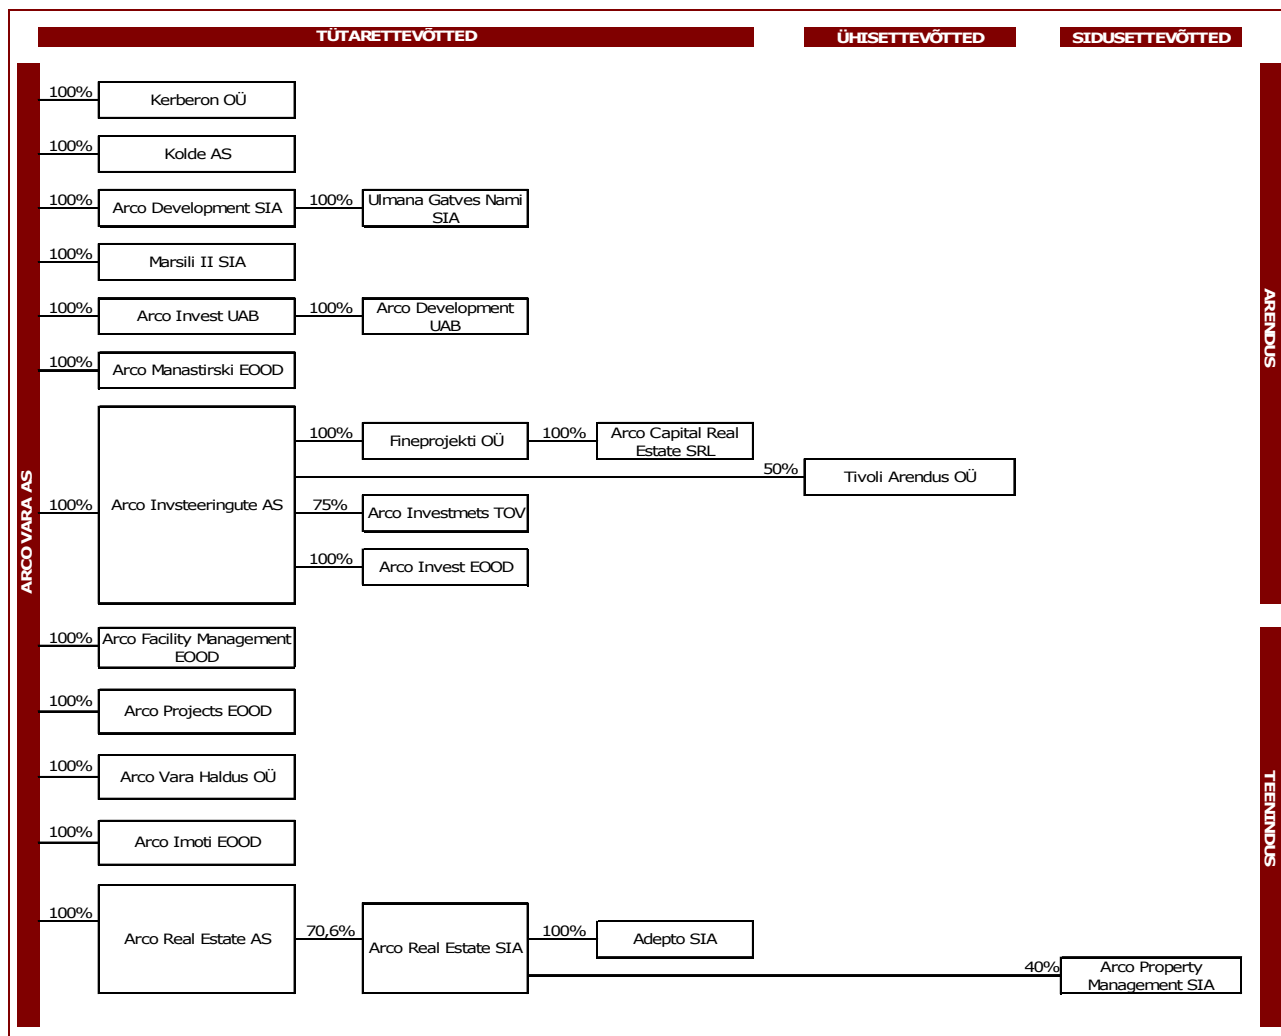 TÜTARETTEVÕTTED
ÜHISETTEVÕTTED
SIDUSETTEVÕTTED
ARCO VARA AS
ARENDUS
100%
Kerberon OÜ
100%
Kolde AS
100%
Arco Development SIA
100%
Ulmana Gatves Nami
SIA
100%
Marsili II SIA
100%
Arco Invest UAB
100%
Arco Development
UAB
100%
Arco Manastirski EOOD
100%
Arco Invsteeringute AS
100%
Fineprojekti OÜ
100%
Arco Capital Real
Estate SRL
50%
Tivoli Arendus OÜ
75%
Arco Investmets TOV
100%
Arco Invest EOOD
TEENINDUS
100%
Arco Facility Management
EOOD
100%
Arco Projects EOOD
100%
Arco Vara Haldus OÜ
100%
Arco Imoti EOOD
100%
Arco Real Estate AS
70,6%
Arco Real Estate SIA
100%
Adepto SIA
40%
Arco Property
Management SIA